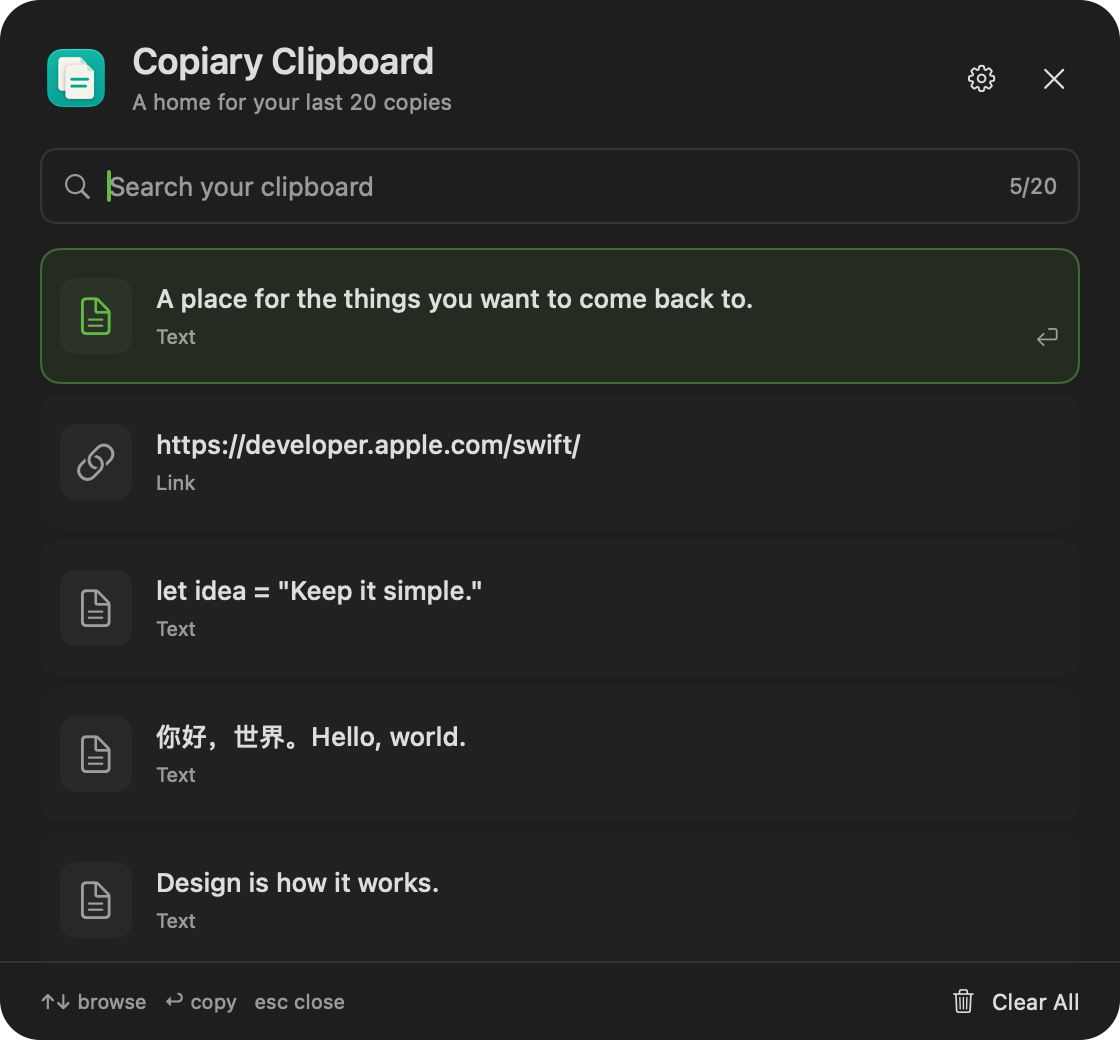 Copiary Clipboard
A home for your last 20 copies
Search your clipboard
5/20
A place for the things you want to come back to.
Text
https://developer.apple.com/swift/
Link
let idea = "Keep it simple."
Text
你好，世界。Hello, world.
Text
Design is how it works.
Text
↑↓ browse ↩ copy esc close
Clear All